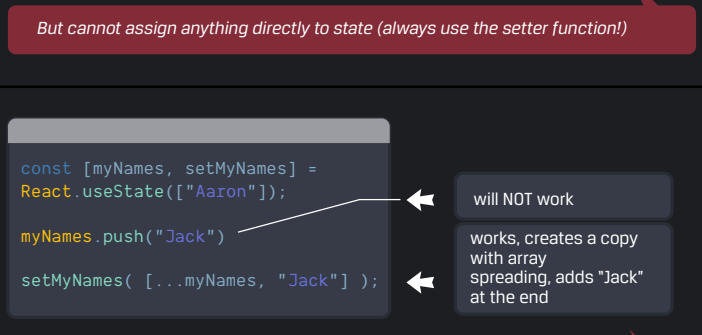 But cannot assign anything directly to state (always use the setter function!)
const [myNames, setMyNames] =
React.useState(["Aaron"]);
myNames.push("Jack")
setMyNames( [...myNames, "Jack"] );
will NOT work
works, creates a copy
with array
spreading, adds "Jack"
at the end